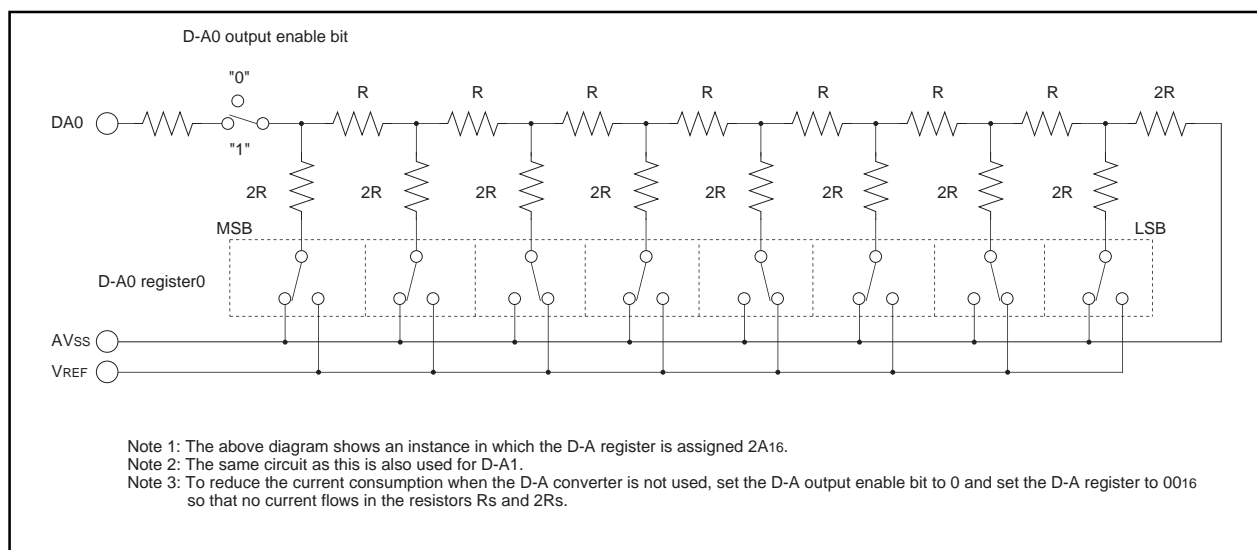 D-A0 output enable bit
"0"
R R R R R R R 2R
DA0
"1"
2R 2R 2R 2R 2R 2R 2R 2R
MSB LSB
D-A0 register0
AVSS
VREF
Note 1: The above diagram shows an instance in which the D-A register is assigned 2A16.
Note 2: The same circuit as this is also used for D-A1.
Note 3: To reduce the current consumption when the D-A converter is not used, set the D-A output enable bit to 0 and set the D-A register to 0016
so that no current flows in the resistors Rs and 2Rs.